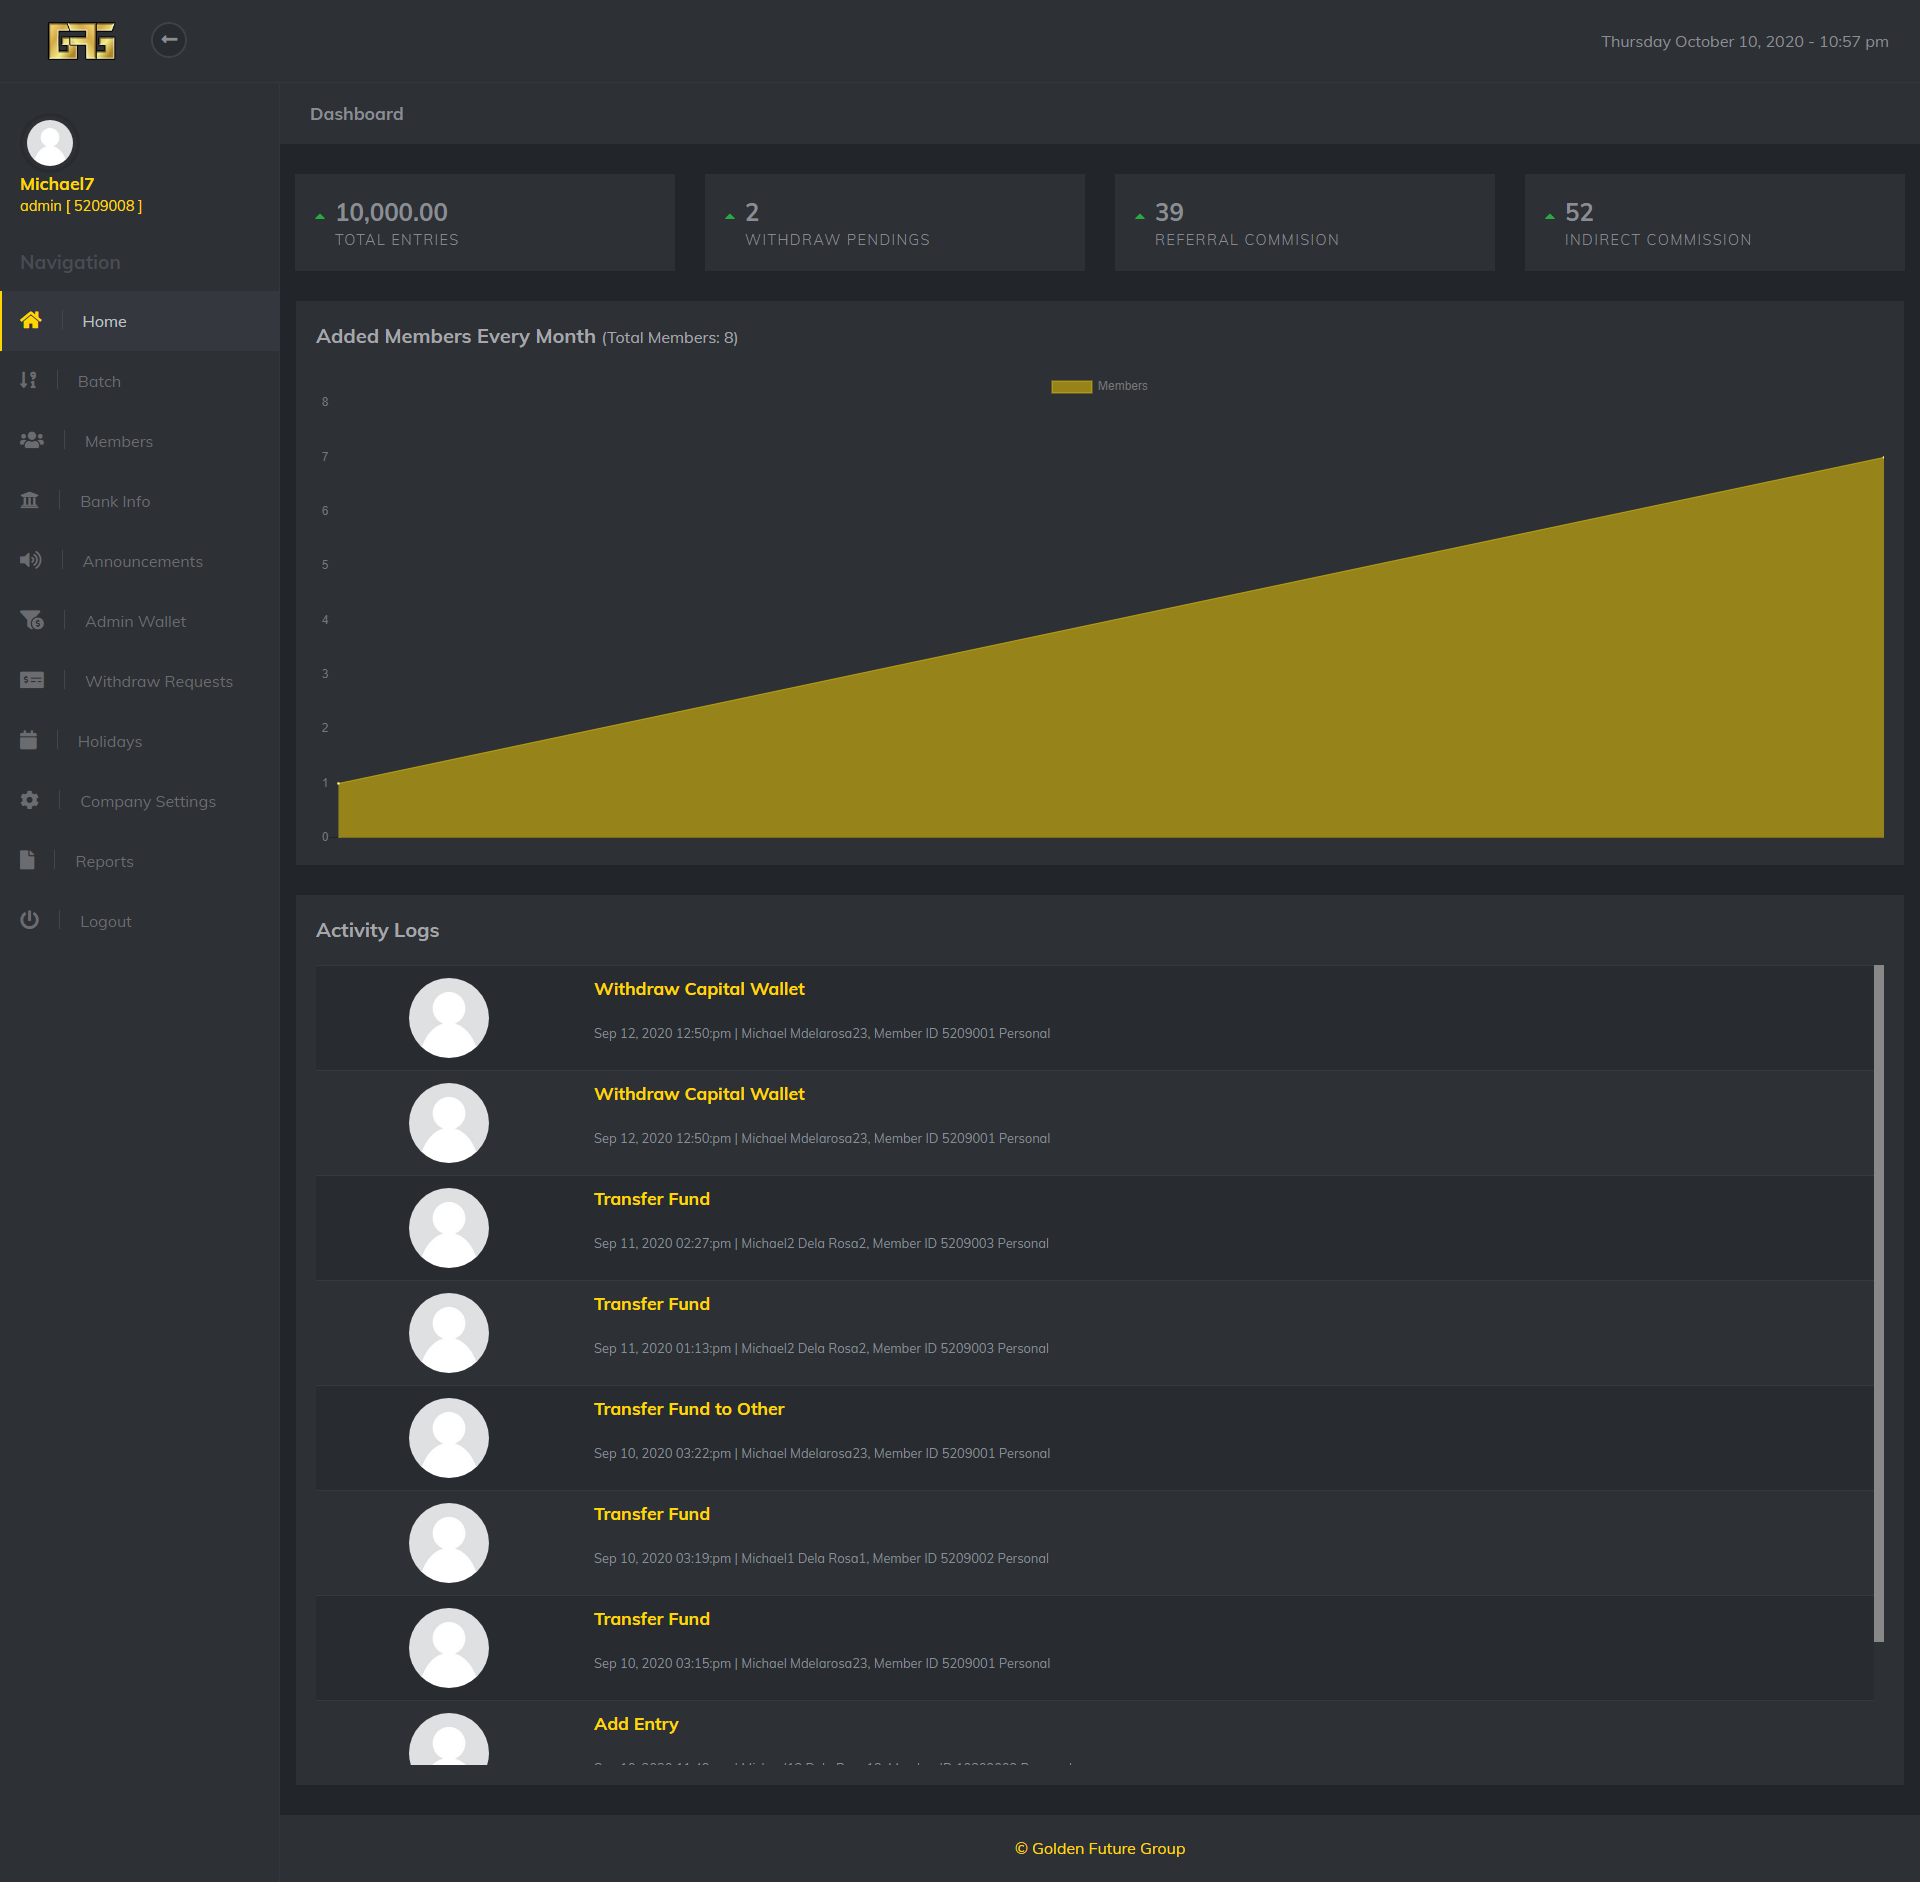 GFG
Thursday October 10, 2020 - 10:57 pm
Michael7
admin [ 5209008 ]
Navigation
Home
Batch
Members
Bank Info
Announcements
Admin Wallet
Withdraw Requests
Holidays
Company Settings
Reports
Logout
Dashboard
10,000.00
TOTAL ENTRIES
2
WITHDRAW PENDINGS
39
REFERRAL COMMISION
52
INDIRECT COMMISSION
Added Members Every Month (Total Members: 8)
Members
8
7
6
5
4
3
2
1
0
Activity Logs
Withdraw Capital Wallet
Sep 12, 2020 12:50:pm | Michael Mdelarosa23, Member ID 5209001 Personal
Withdraw Capital Wallet
Sep 12, 2020 12:50:pm | Michael Mdelarosa23, Member ID 5209001 Personal
Transfer Fund
Sep 11, 2020 02:27:pm | Michael2 Dela Rosa2, Member ID 5209003 Personal
Transfer Fund
Sep 11, 2020 01:13:pm | Michael2 Dela Rosa2, Member ID 5209003 Personal
Transfer Fund to Other
Sep 10, 2020 03:22:pm | Michael Mdelarosa23, Member ID 5209001 Personal
Transfer Fund
Sep 10, 2020 03:19:pm | Michael1 Dela Rosa1, Member ID 5209002 Personal
Transfer Fund
Sep 10, 2020 03:15:pm | Michael Mdelarosa23, Member ID 5209001 Personal
Add Entry
© Golden Future Group